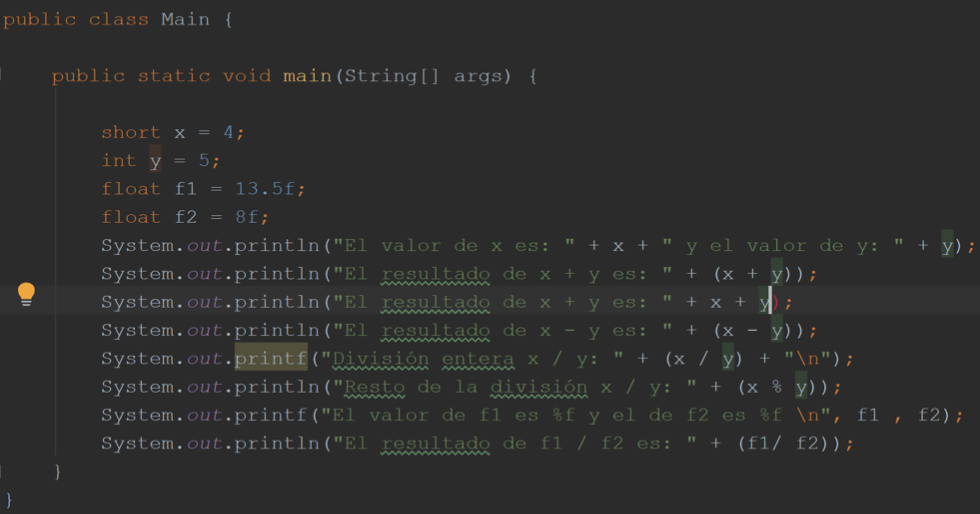 public class Main {
public static void main(String[] args) {
short x = 4;
int y = 5;
float f1 = 13.5f;
float f2 = 8f;
System.out.println("El valor de x es: " + x + " y el valor de y: " + y);
System.out.println("El resultado de x + y es: " + (x + y));
System.out.println("El resultado de x + y es: " + x + y);
System.out.println("El resultado de x - y es: " + (x - y));
System.out.printf("División entera x / y: " + (x / y) + "\n");
System.out.println("Resto de la división x / y: " + (x % y));
System.out.printf("El valor de f1 es %f y el de f2 es %f \n", f1 , f2);
System.out.println("El resultado de f1 / f2 es: " + (f1/ f2));
}
}